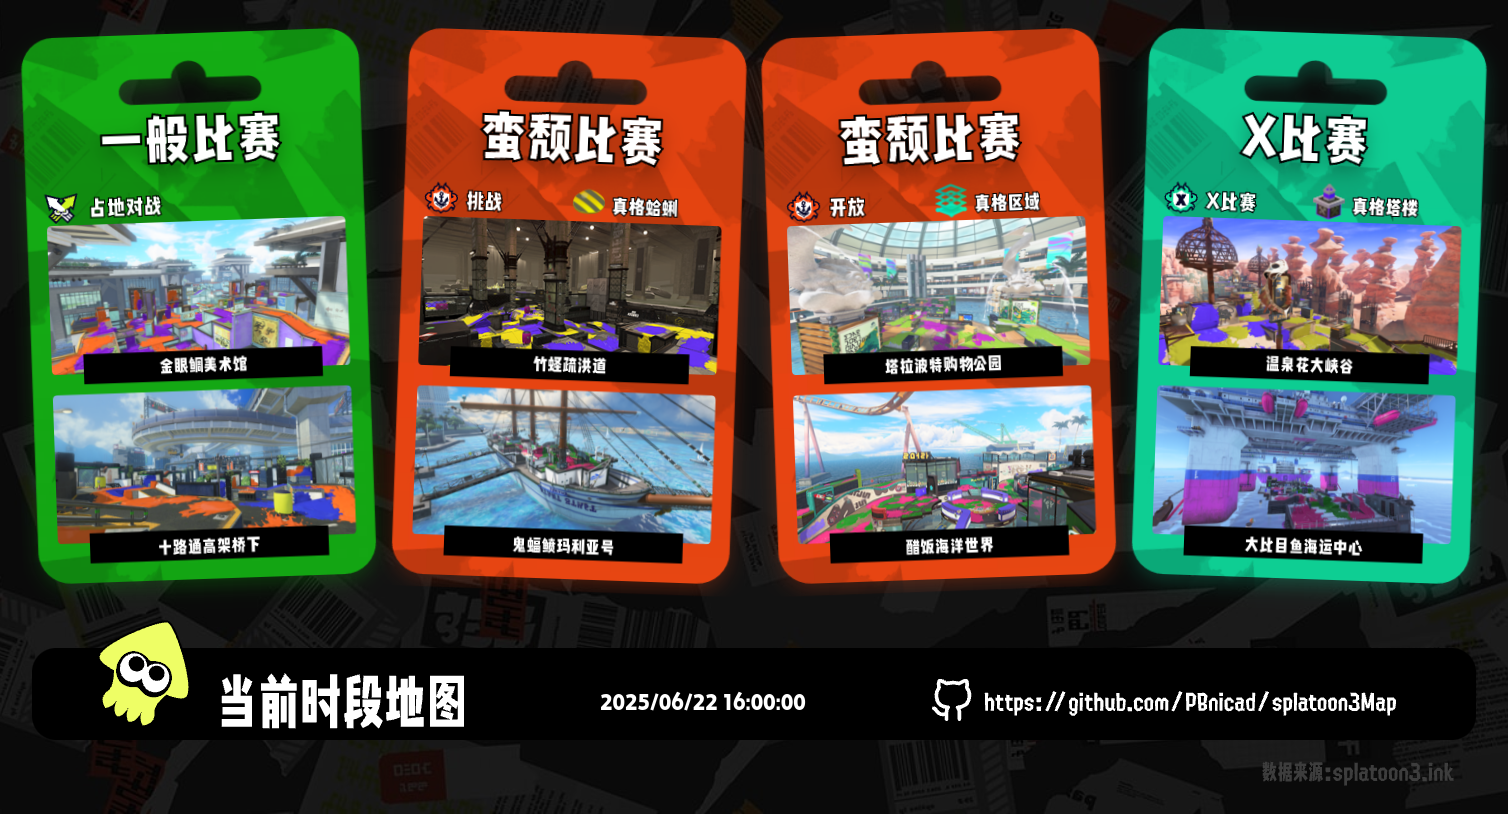 一般比赛
占地对战
金眼鲷美术馆
十路通高架桥下
蛮颓比赛
挑战
真格蛤蜊
竹蛏疏洪道
鬼蝠鲼玛利亚号
蛮颓比赛
开放
真格区域
塔拉波特购物公园
醋饭海洋世界
X比赛
X比赛
真格塔楼
温泉花大峡谷
大比目鱼海运中心
当前时段地图
2025/06/22 16:00:00
https://github.com/PBnicad/splatoon3Map
数据来源:splatoon3.ink